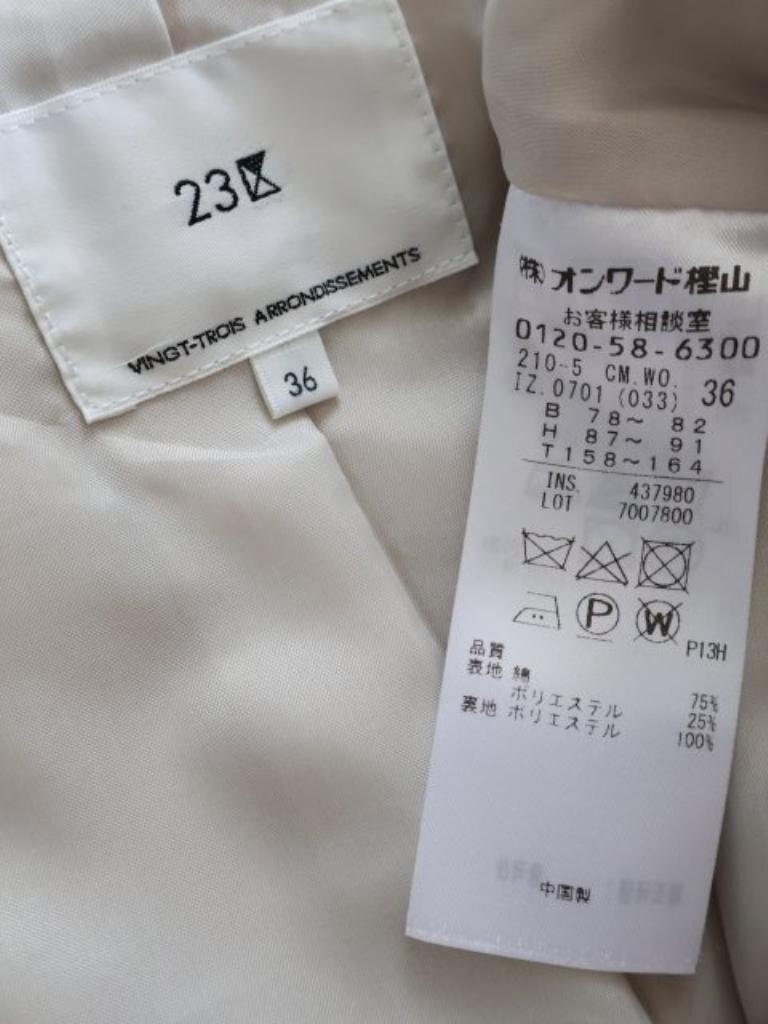 23区
VINGT-TROIS ARRONDISSEMENTS
36
(株)オンワード樫山
お客様相談室
0120-58-6300
210-5 CM.WO. 36
IZ.0701 (033)
B 78~ 82
H 87~ 91
T158~164
INS. 437980
LOT 7007800
P
W
P13H
品質
表地 綿 75%
ポリエステル 25%
裏地 ポリエステル 100%
中国製